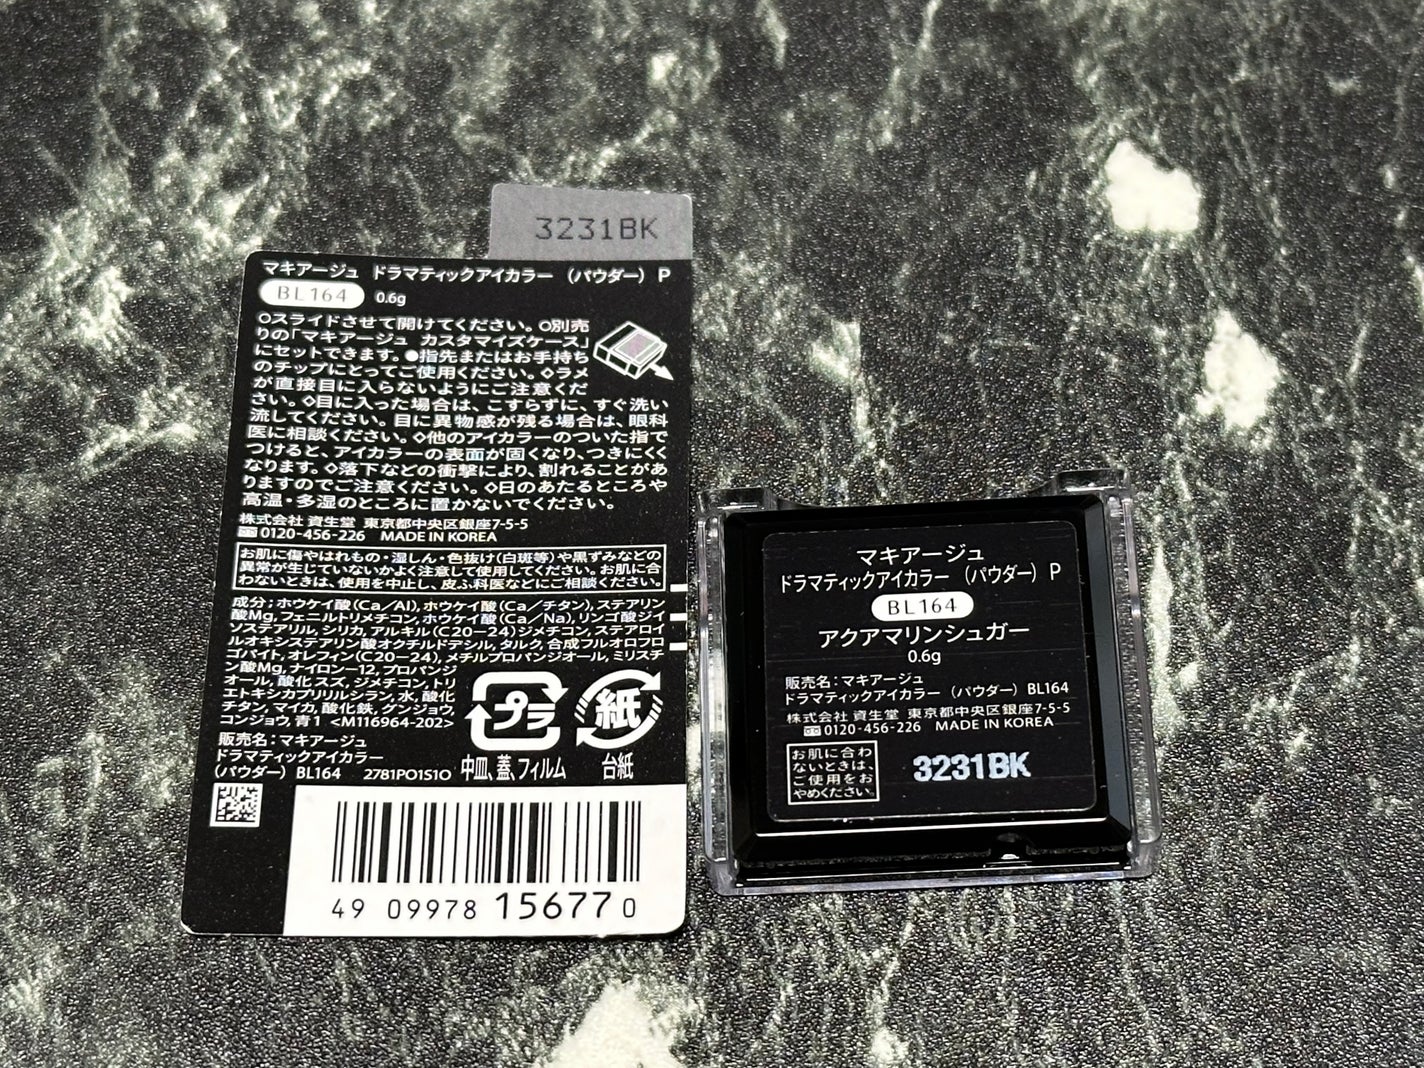 3231BK
マキアージュ ドラマティックアイカラー (パウダー) P
BL164 0.6g
○スライドさせて開けてください。○別売
りの「マキアージュ カスタマイズケース」
にセットできます。●指先またはお手持ち
のチップにとってご使用ください。◇ラメ
が直接目に入らないようにご注意くだ
さい。◇目に入った場合は、こすらずに、すぐ洗い
流してください。目に異物感が残る場合は、眼科
医に相談ください。◇他のアイカラーのついた指で
つけると、アイカラーの表面が固くなり、つきにくく
なります。◇落下などの衝撃により、割れることがあ
りますのでご注意ください。◇日のあたるところや
高温・多湿のところに置かないでください。
株式会社 資生堂 東京都中央区銀座7-5-5
0120-456-226 MADE IN KOREA
お肌に傷やはれもの・湿しん・色抜け(白斑等)や黒ずみなどの
異常が生じていないかよく注意して使用してください。お肌に合
わないときは、使用を中止し、皮ふ科医などにご相談ください。
成分;ホウケイ酸(Ca/Al), ホウケイ酸(Ca/チタン), ステアリン
酸Mg, フェニルトリメチコン, ホウケイ酸(Ca/Na), リンゴ酸ジイ
ソステアリル, シリカ, アルキル(C20-24)ジメチコン, ステアロイ
ルオキシステアリン酸オクチルドデシル, タルク, 合成フルオロフロ
ゴパイト, オレフィン(C20-24), メチルプロパンジオール, ミリスチ
ン酸Mg, ナイロン-12, プロパンジ
オール, 酸化スズ, ジメチコン, トリ
エトキシカプリリルシラン, 水, 酸化
チタン, マイカ, 酸化鉄, グンジョウ,
コンジョウ, 青1 <M116964-202>
プラ 紙
中皿、蓋、フィルム 台紙
販売名:マキアージュ
ドラマティックアイカラー
(パウダー) BL164 2781PO1S1O
49 09978 15677 0
マキアージュ
ドラマティックアイカラー (パウダー) P
BL164
アクアマリンシュガー
0.6g
販売名:マキアージュ
ドラマティックアイカラー (パウダー) BL164
株式会社 資生堂 東京都中央区銀座7-5-5
0120-456-226 MADE IN KOREA
お肌に合わ
ないときは、
ご使用をお
やめください。
3231BK